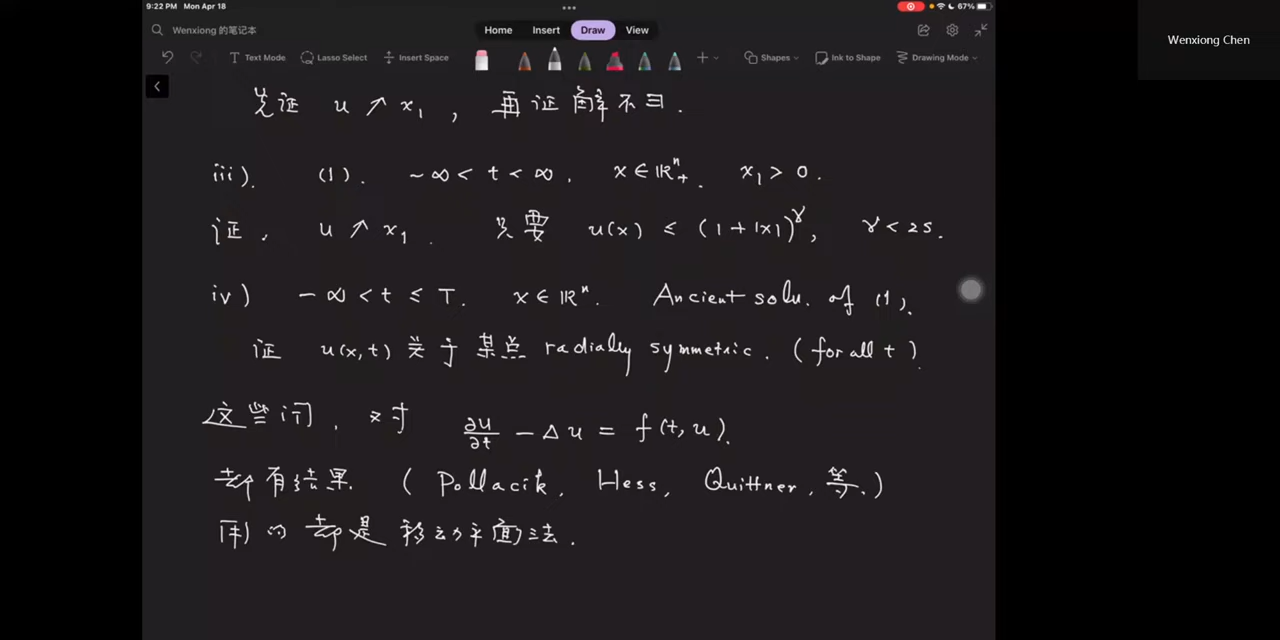 9:22 PM Mon Apr 18
67%
Wenxiong 的笔记本
Home Insert Draw View
Text Mode Lasso Select Insert Space Shapes Ink to Shape Drawing Mode
Wenxiong Chen
先证 u ↗ x₁ , 再证解不存在.
iii). (1). -∞ < t < ∞. x ∈ ℝⁿ₊. x₁ > 0.
证. u ↗ x₁. 只要 u(x) ≤ (1+|x|)^γ, γ < 2s.
iv) -∞ < t ≤ T. x ∈ ℝⁿ. Ancient solu. of (1).
证 u(x,t) 关于某点 radially symmetric. (for all t).
这些问, 对 ∂u/∂t - Δu = f(t,u).
都有结果. (Pollacik, Hess, Quittner, 等.)
用的都是移动平面法.